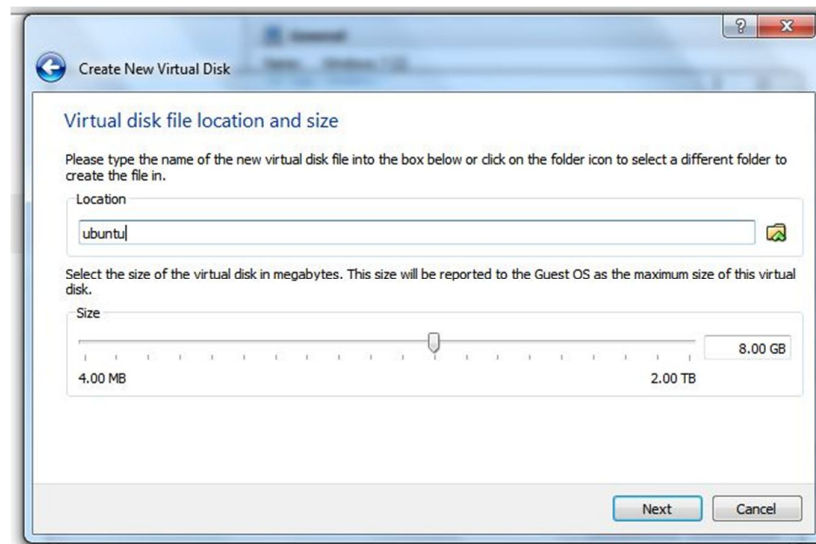 Create New Virtual Disk
Virtual disk file location and size
Please type the name of the new virtual disk file into the box below or click on the folder icon to select a different folder to
create the file in.
Location
ubuntu
Select the size of the virtual disk in megabytes. This size will be reported to the Guest OS as the maximum size of this virtual
disk.
Size
8.00 GB
4.00 MB 2.00 TB
Next Cancel